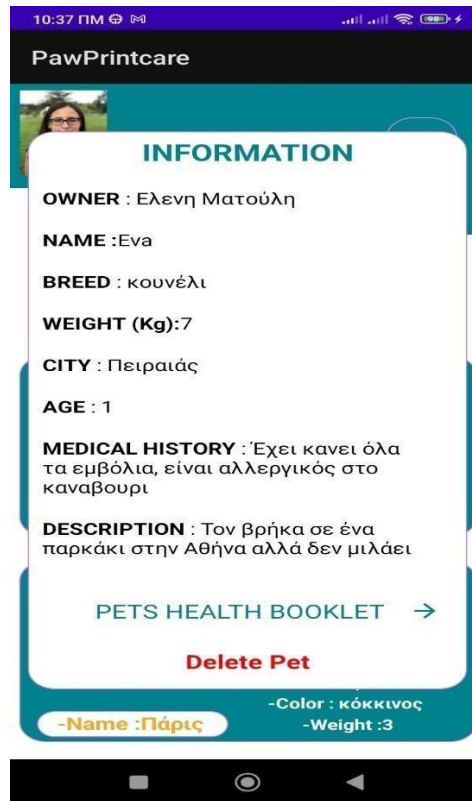 10:37 ΠΜ
98
PawPrintcare
INFORMATION
OWNER : Ελενη Ματούλη
NAME :Eva
BREED : κουνέλι
WEIGHT (Kg):7
CITY : Πειραιάς
AGE : 1
MEDICAL HISTORY : Έχει κανει όλα
τα εμβόλια, είναι αλλεργικός στο
καναβουρι
DESCRIPTION : Τον βρήκα σε ένα
παρκάκι στην Αθήνα αλλά δεν μιλάει
PETS HEALTH BOOKLET →
Delete Pet
-Color : κόκκινος
-Name :Πάρις
-Weight :3